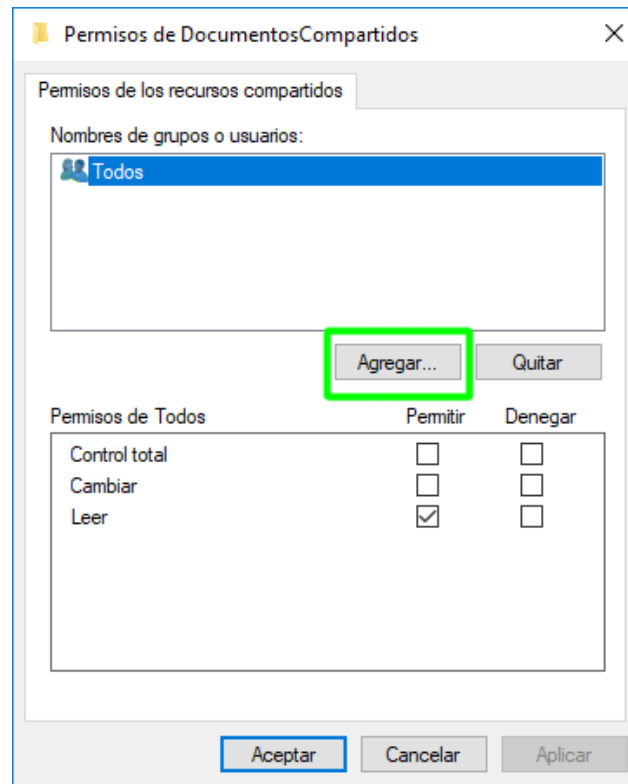 Permisos de DocumentosCompartidos
Permisos de los recursos compartidos
Nombres de grupos o usuarios:
Todos
Agregar... Quitar
Permisos de Todos Permitir Denegar
Control total
Cambiar
Leer
Aceptar Cancelar Aplicar